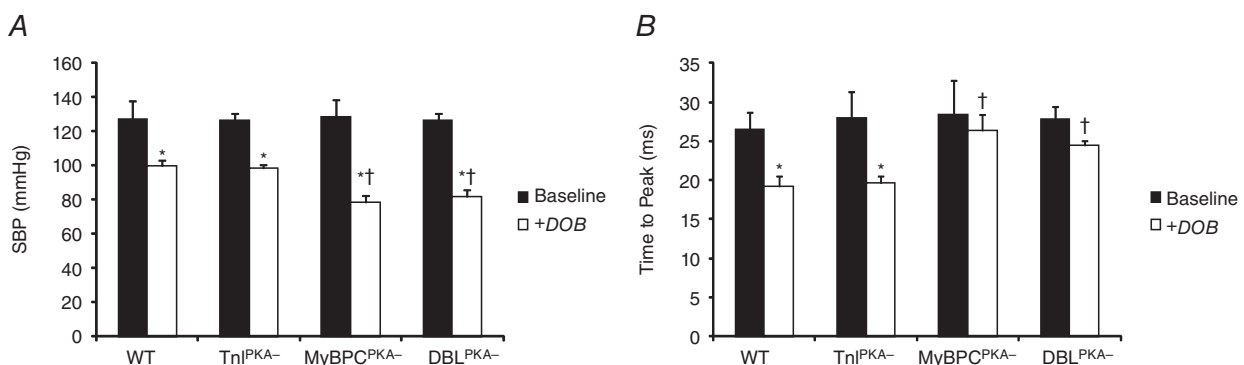 A
160
140
120
100
80
60
40
20
0
SBP (mmHg)
*
*
*†
*†
WT
TnI^PKA–
MyBPC^PKA–
DBL^PKA–
Baseline
+DOB
B
35
30
25
20
15
10
5
0
Time to Peak (ms)
*
*
†
†
WT
TnI^PKA–
MyBPC^PKA–
DBL^PKA–
Baseline
+DOB